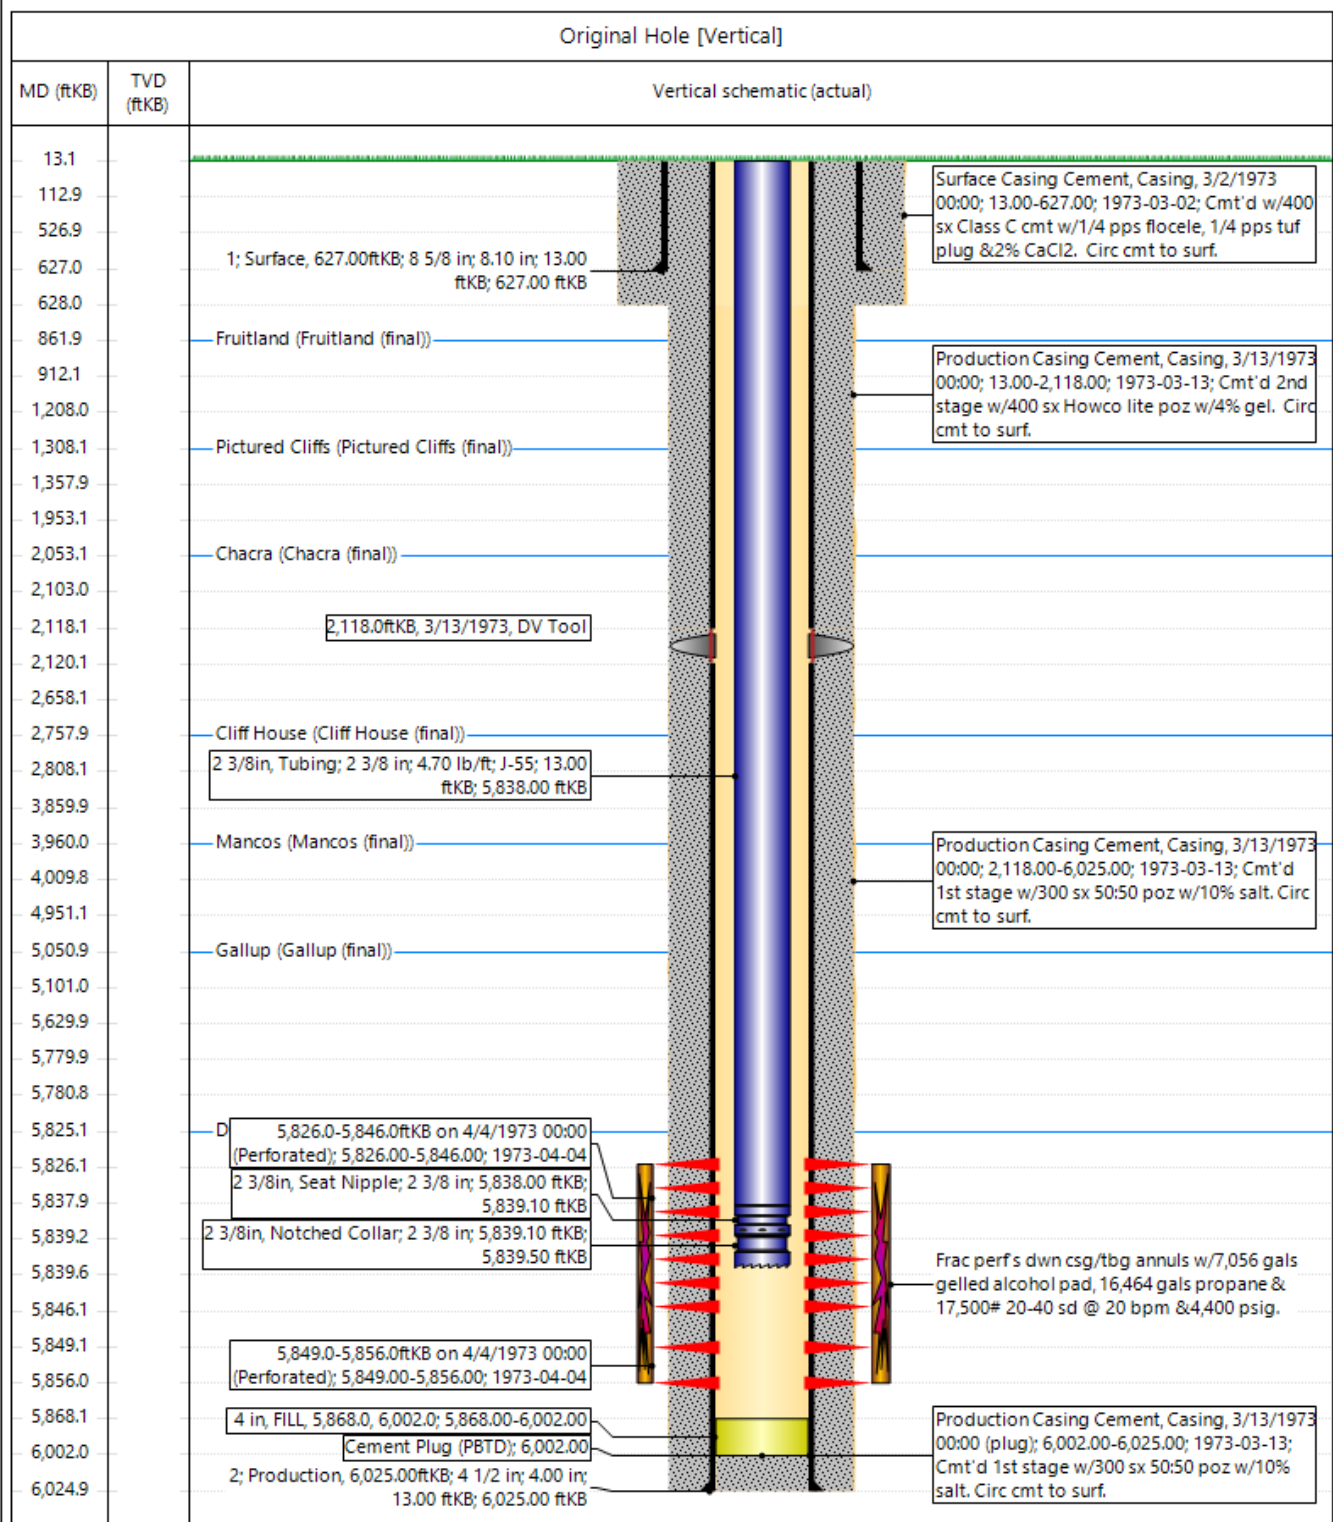 Original Hole [Vertical]
MD (ftKB)
TVD
(ftKB)
Vertical schematic (actual)
13.1
112.9
526.9
627.0
628.0
861.9
912.1
1,208.0
1,308.1
1,357.9
1,953.1
2,053.1
2,103.0
2,118.1
2,120.1
2,658.1
2,757.9
2,808.1
3,859.9
3,960.0
4,009.8
4,951.1
5,050.9
5,101.0
5,629.9
5,779.9
5,780.8
5,825.1
5,826.1
5,837.9
5,839.2
5,839.6
5,846.1
5,849.1
5,856.0
5,868.1
6,002.0
6,024.9
1; Surface, 627.00ftKB; 8 5/8 in; 8.10 in; 13.00
ftKB; 627.00 ftKB
Fruitland (Fruitland (final))
Pictured Cliffs (Pictured Cliffs (final))
Chacra (Chacra (final))
2,118.0ftKB, 3/13/1973, DV Tool
Cliff House (Cliff House (final))
2 3/8in, Tubing; 2 3/8 in; 4.70 lb/ft; J-55; 13.00
ftKB; 5,838.00 ftKB
Mancos (Mancos (final))
Gallup (Gallup (final))
D
5,826.0-5,846.0ftKB on 4/4/1973 00:00
(Perforated); 5,826.00-5,846.00; 1973-04-04
2 3/8in, Seat Nipple; 2 3/8 in; 5,838.00 ftKB;
5,839.10 ftKB
2 3/8in, Notched Collar; 2 3/8 in; 5,839.10 ftKB;
5,839.50 ftKB
5,849.0-5,856.0ftKB on 4/4/1973 00:00
(Perforated); 5,849.00-5,856.00; 1973-04-04
4 in, FILL, 5,868.0, 6,002.0; 5,868.00-6,002.00
Cement Plug (PBTD); 6,002.00
2; Production, 6,025.00ftKB; 4 1/2 in; 4.00 in;
13.00 ftKB; 6,025.00 ftKB
Surface Casing Cement, Casing, 3/2/1973
00:00; 13.00-627.00; 1973-03-02; Cmt'd w/400
sx Class C cmt w/1/4 pps flocele, 1/4 pps tuf
plug &2% CaCl2.  Circ cmt to surf.
Production Casing Cement, Casing, 3/13/1973
00:00; 13.00-2,118.00; 1973-03-13; Cmt'd 2nd
stage w/400 sx Howco lite poz w/4% gel.  Circ
cmt to surf.
Production Casing Cement, Casing, 3/13/1973
00:00; 2,118.00-6,025.00; 1973-03-13; Cmt'd
1st stage w/300 sx 50:50 poz w/10% salt. Circ
cmt to surf.
Frac perf's dwn csg/tbg annuls w/7,056 gals
gelled alcohol pad, 16,464 gals propane &
17,500# 20-40 sd @ 20 bpm &4,400 psig.
Production Casing Cement, Casing, 3/13/1973
00:00 (plug); 6,002.00-6,025.00; 1973-03-13;
Cmt'd 1st stage w/300 sx 50:50 poz w/10%
salt. Circ cmt to surf.